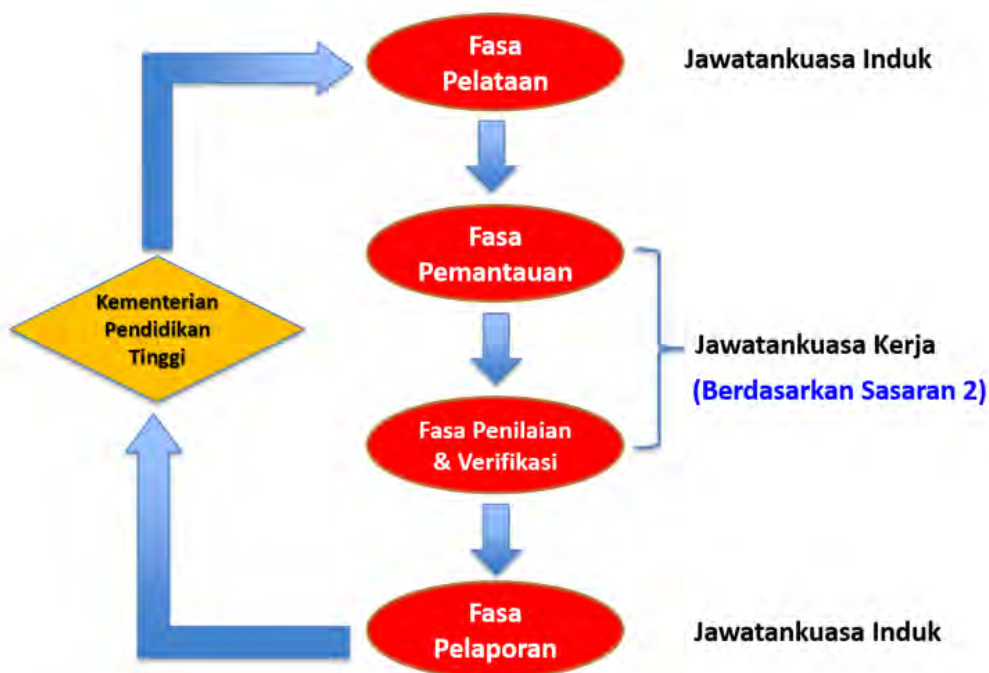 Fasa
Pelataan
Jawatankuasa Induk
Fasa
Pemantauan
Kementerian
Pendidikan
Tinggi
Jawatankuasa Kerja
(Berdasarkan Sasaran 2)
Fasa Penilaian
& Verifikasi
Fasa
Pelaporan
Jawatankuasa Induk